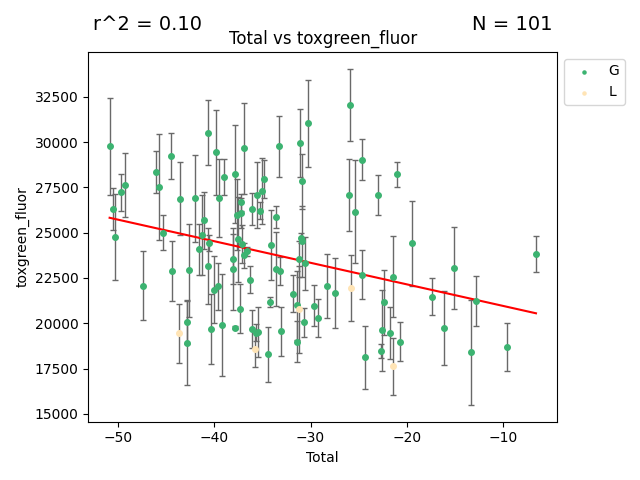 r^2 = 0.10
N = 101
Total vs toxgreen_fluor
G
L
32500
30000
27500
25000
22500
20000
17500
15000
toxgreen_fluor
−50
−40
−30
−20
−10
Total